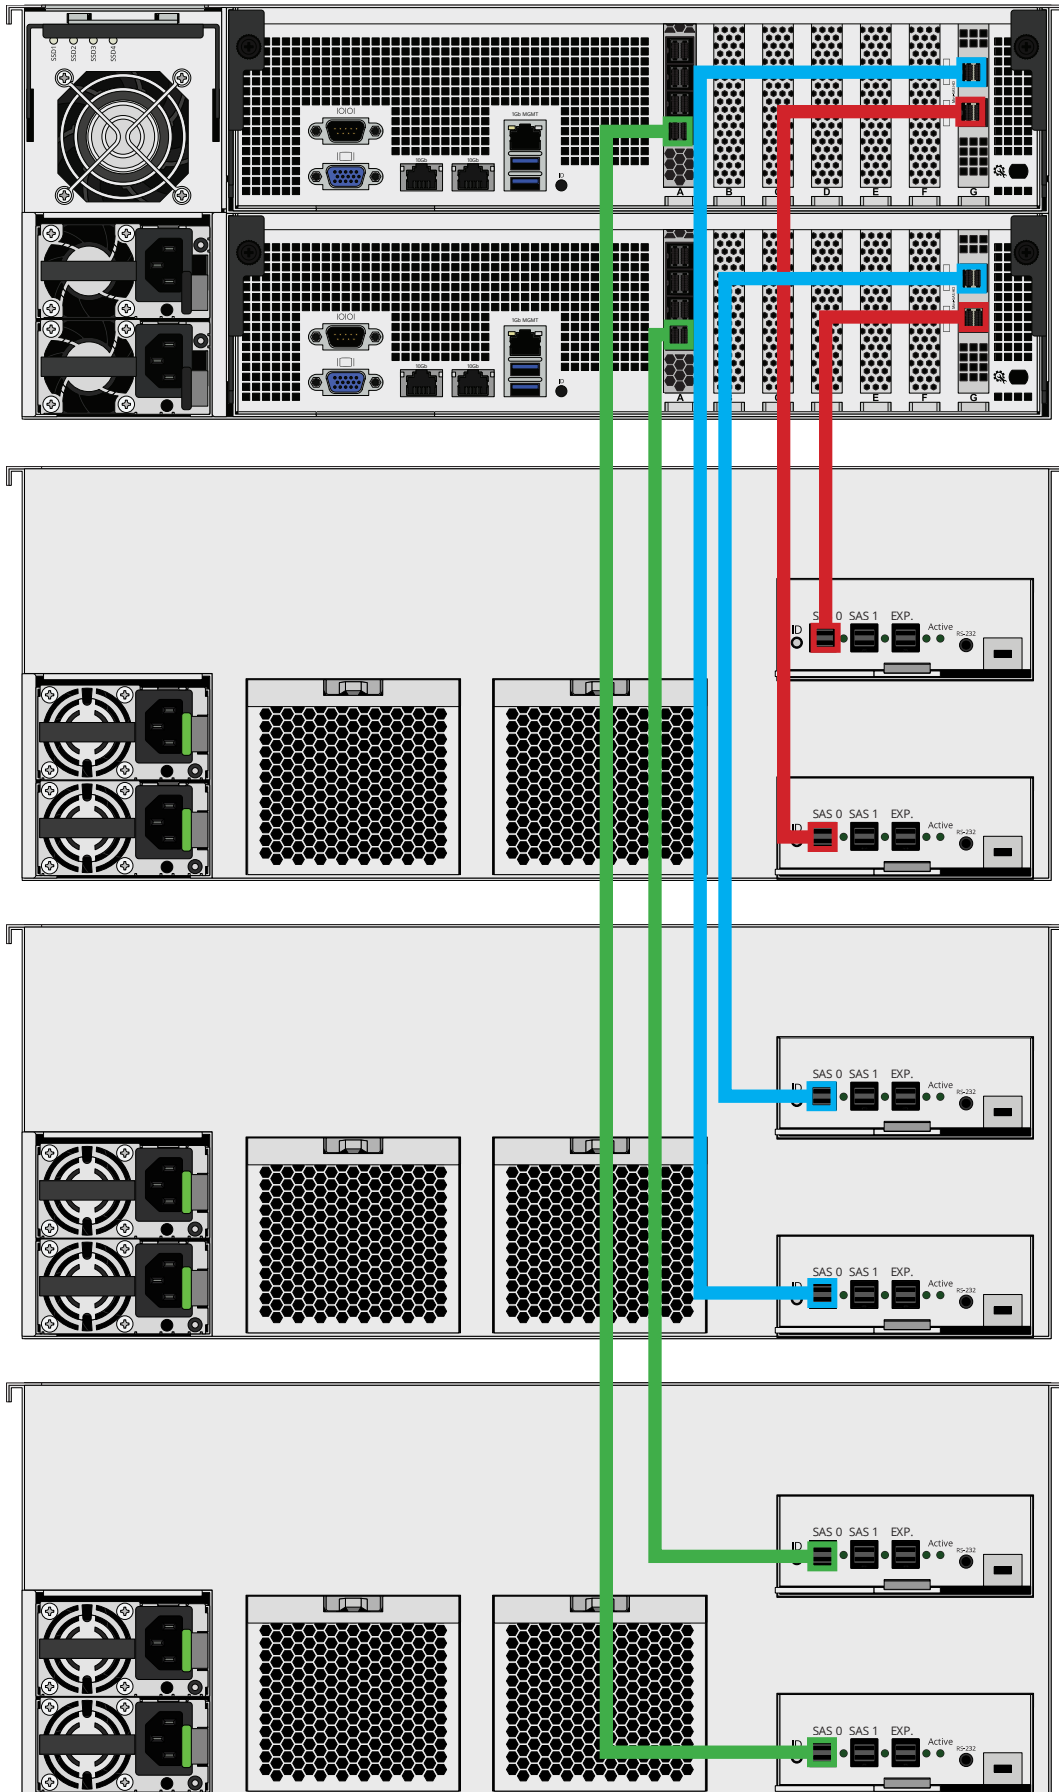 SSD1 SSD2 SSD3 SSD4
IOIOI
1Gb MGMT
10Gb 10Gb
ID
A B D E F G
IOIOI
1Gb MGMT
10Gb 10Gb
ID
A E F G
ID 0 SAS 1 EXP. Active RS-232
ID SAS 0 SAS 1 EXP. Active RS-232
ID SAS 0 SAS 1 EXP. Active RS-232
ID SAS 0 SAS 1 EXP. Active RS-232
ID SAS 0 SAS 1 EXP. Active RS-232
ID SAS 0 SAS 1 EXP. Active RS-232